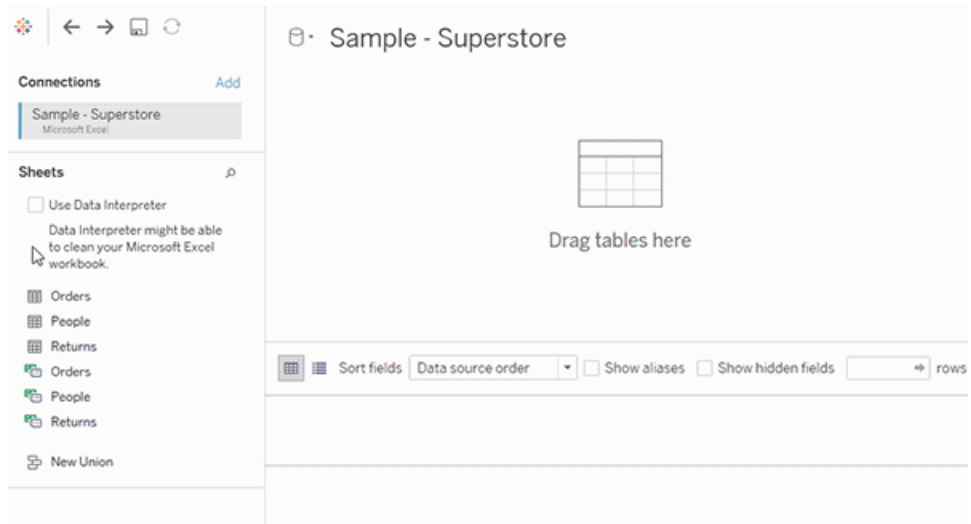 Sample - Superstore
Connections
Add
Sample - Superstore
Microsoft Excel
Sheets
Use Data Interpreter
Data Interpreter might be able
to clean your Microsoft Excel
workbook.
Orders
People
Returns
Orders
People
Returns
New Union
Drag tables here
Sort fields
Data source order
Show aliases
Show hidden fields
rows